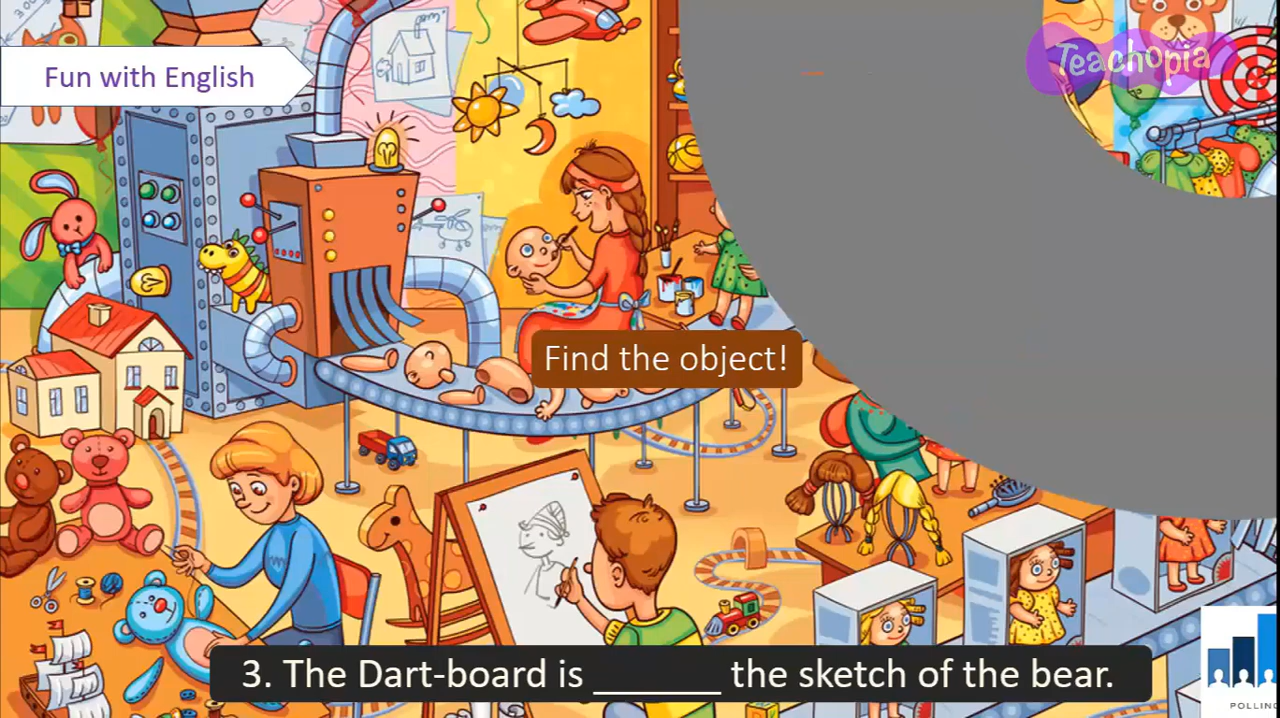 Fun with English
Teachopia
Find the object!
3. The Dart-board is _______ the sketch of the bear.